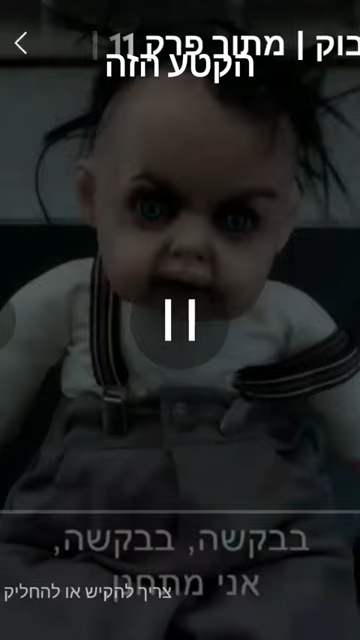 בוק | מתוך פרק 11 |
הקטע הזה
בבקשה, בבקשה,
אני מתחנן
צריך להקיש או להחליק